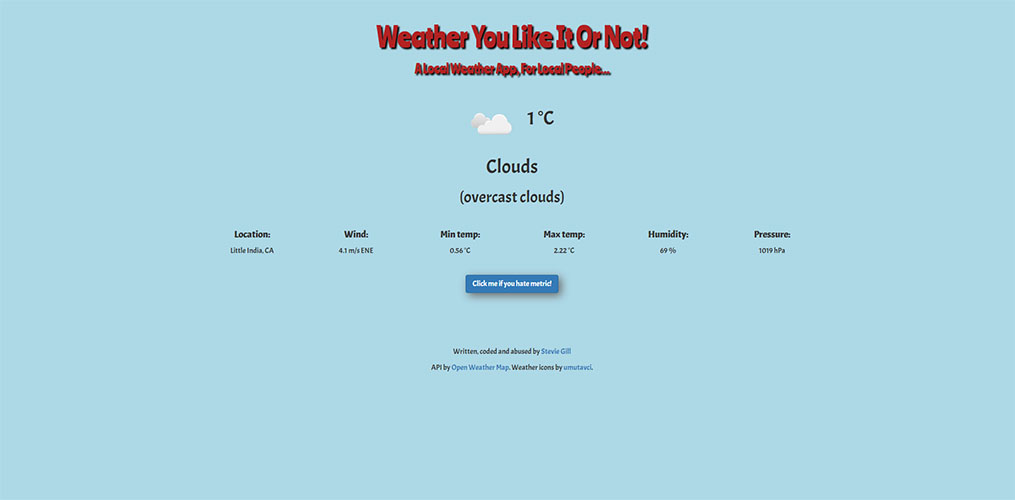 Weather You Like It Or Not!
A Local Weather App, For Local People...
1 °C
Clouds
(overcast clouds)
Location: Wind: Min temp: Max temp: Humidity: Pressure:
Little India, CA 4.1 m/s ENE 0.56 °C 2.22 °C 69 % 1019 hPa
Click me if you hate metric!
Written, coded and abused by Stevie Gill
API by Open Weather Map. Weather icons by umutavci.